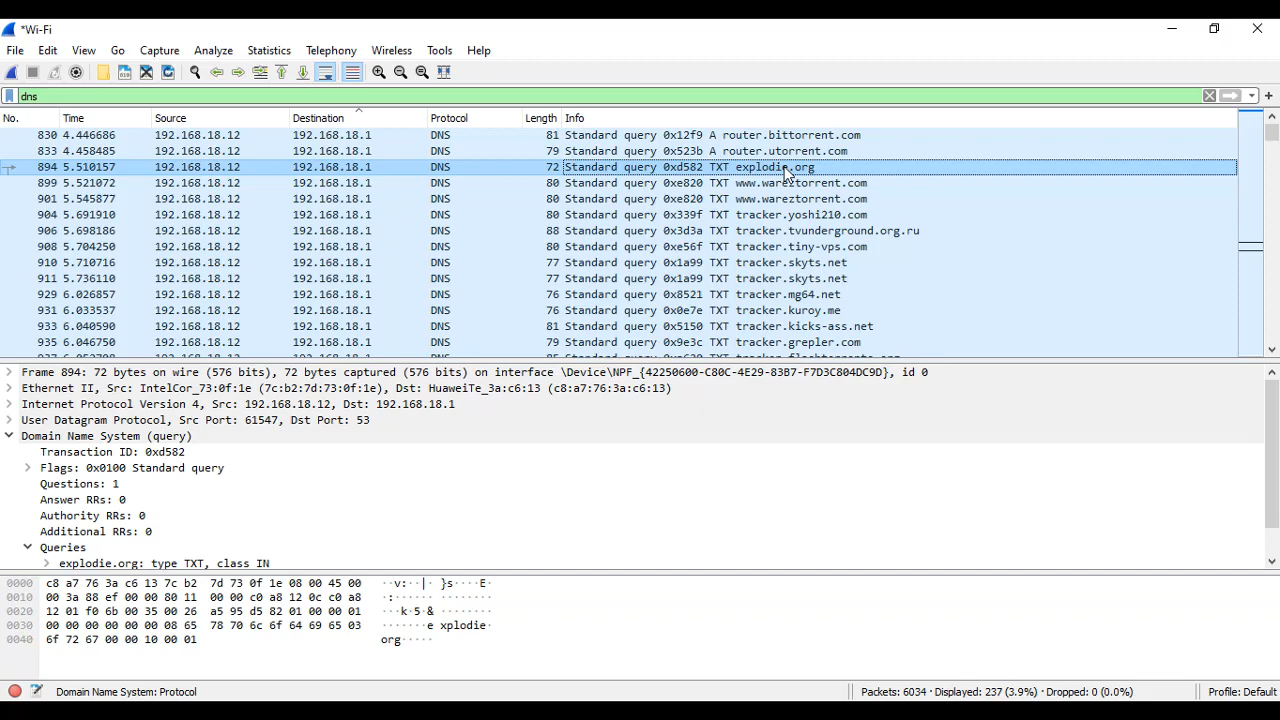 *Wi-Fi
File Edit View Go Capture Analyze Statistics Telephony Wireless Tools Help
dns
No. Time Source Destination Protocol Length Info
830 4.446686 192.168.18.12 192.168.18.1 DNS 81 Standard query 0x12f9 A router.bittorrent.com
833 4.458485 192.168.18.12 192.168.18.1 DNS 79 Standard query 0x523b A router.utorrent.com
894 5.510157 192.168.18.12 192.168.18.1 DNS 72 Standard query 0xd582 TXT explodie.org
899 5.521072 192.168.18.12 192.168.18.1 DNS 80 Standard query 0xe820 TXT www.wareztorrent.com
901 5.545877 192.168.18.12 192.168.18.1 DNS 80 Standard query 0xe820 TXT www.wareztorrent.com
904 5.691910 192.168.18.12 192.168.18.1 DNS 80 Standard query 0x339f TXT tracker.yoshi210.com
906 5.698186 192.168.18.12 192.168.18.1 DNS 88 Standard query 0x3d3a TXT tracker.tvunderground.org.ru
908 5.704250 192.168.18.12 192.168.18.1 DNS 80 Standard query 0xe56f TXT tracker.tiny-vps.com
910 5.710716 192.168.18.12 192.168.18.1 DNS 77 Standard query 0x1a99 TXT tracker.skyts.net
911 5.736110 192.168.18.12 192.168.18.1 DNS 77 Standard query 0x1a99 TXT tracker.skyts.net
929 6.026857 192.168.18.12 192.168.18.1 DNS 76 Standard query 0x8521 TXT tracker.mg64.net
931 6.033537 192.168.18.12 192.168.18.1 DNS 76 Standard query 0x0e7e TXT tracker.kuroy.me
933 6.040590 192.168.18.12 192.168.18.1 DNS 81 Standard query 0x5150 TXT tracker.kicks-ass.net
935 6.046750 192.168.18.12 192.168.18.1 DNS 79 Standard query 0x9e3c TXT tracker.grepler.com
Frame 894: 72 bytes on wire (576 bits), 72 bytes captured (576 bits) on interface \Device\NPF_{42250600-C80C-4E29-83B7-F7D3C804DC9D}, id 0
Ethernet II, Src: IntelCor_73:0f:1e (7c:b2:7d:73:0f:1e), Dst: HuaweiTe_3a:c6:13 (c8:a7:76:3a:c6:13)
Internet Protocol Version 4, Src: 192.168.18.12, Dst: 192.168.18.1
User Datagram Protocol, Src Port: 61547, Dst Port: 53
Domain Name System (query)
Transaction ID: 0xd582
Flags: 0x0100 Standard query
Questions: 1
Answer RRs: 0
Authority RRs: 0
Additional RRs: 0
Queries
explodie.org: type TXT, class IN
0000 c8 a7 76 3a c6 13 7c b2 7d 73 0f 1e 08 00 45 00 ··v:··|· }s····E·
0010 00 3a 88 ef 00 00 80 11 00 00 c0 a8 12 0c c0 a8 ·:······ ········
0020 12 01 f0 6b 00 35 00 26 a5 95 d5 82 01 00 00 01 ···k·5·& ········
0030 00 00 00 00 00 00 08 65 78 70 6c 6f 64 69 65 03 ·······e xplodie·
0040 6f 72 67 00 00 10 00 01 org·····
Domain Name System: Protocol Packets: 6034 · Displayed: 237 (3.9%) · Dropped: 0 (0.0%) Profile: Default